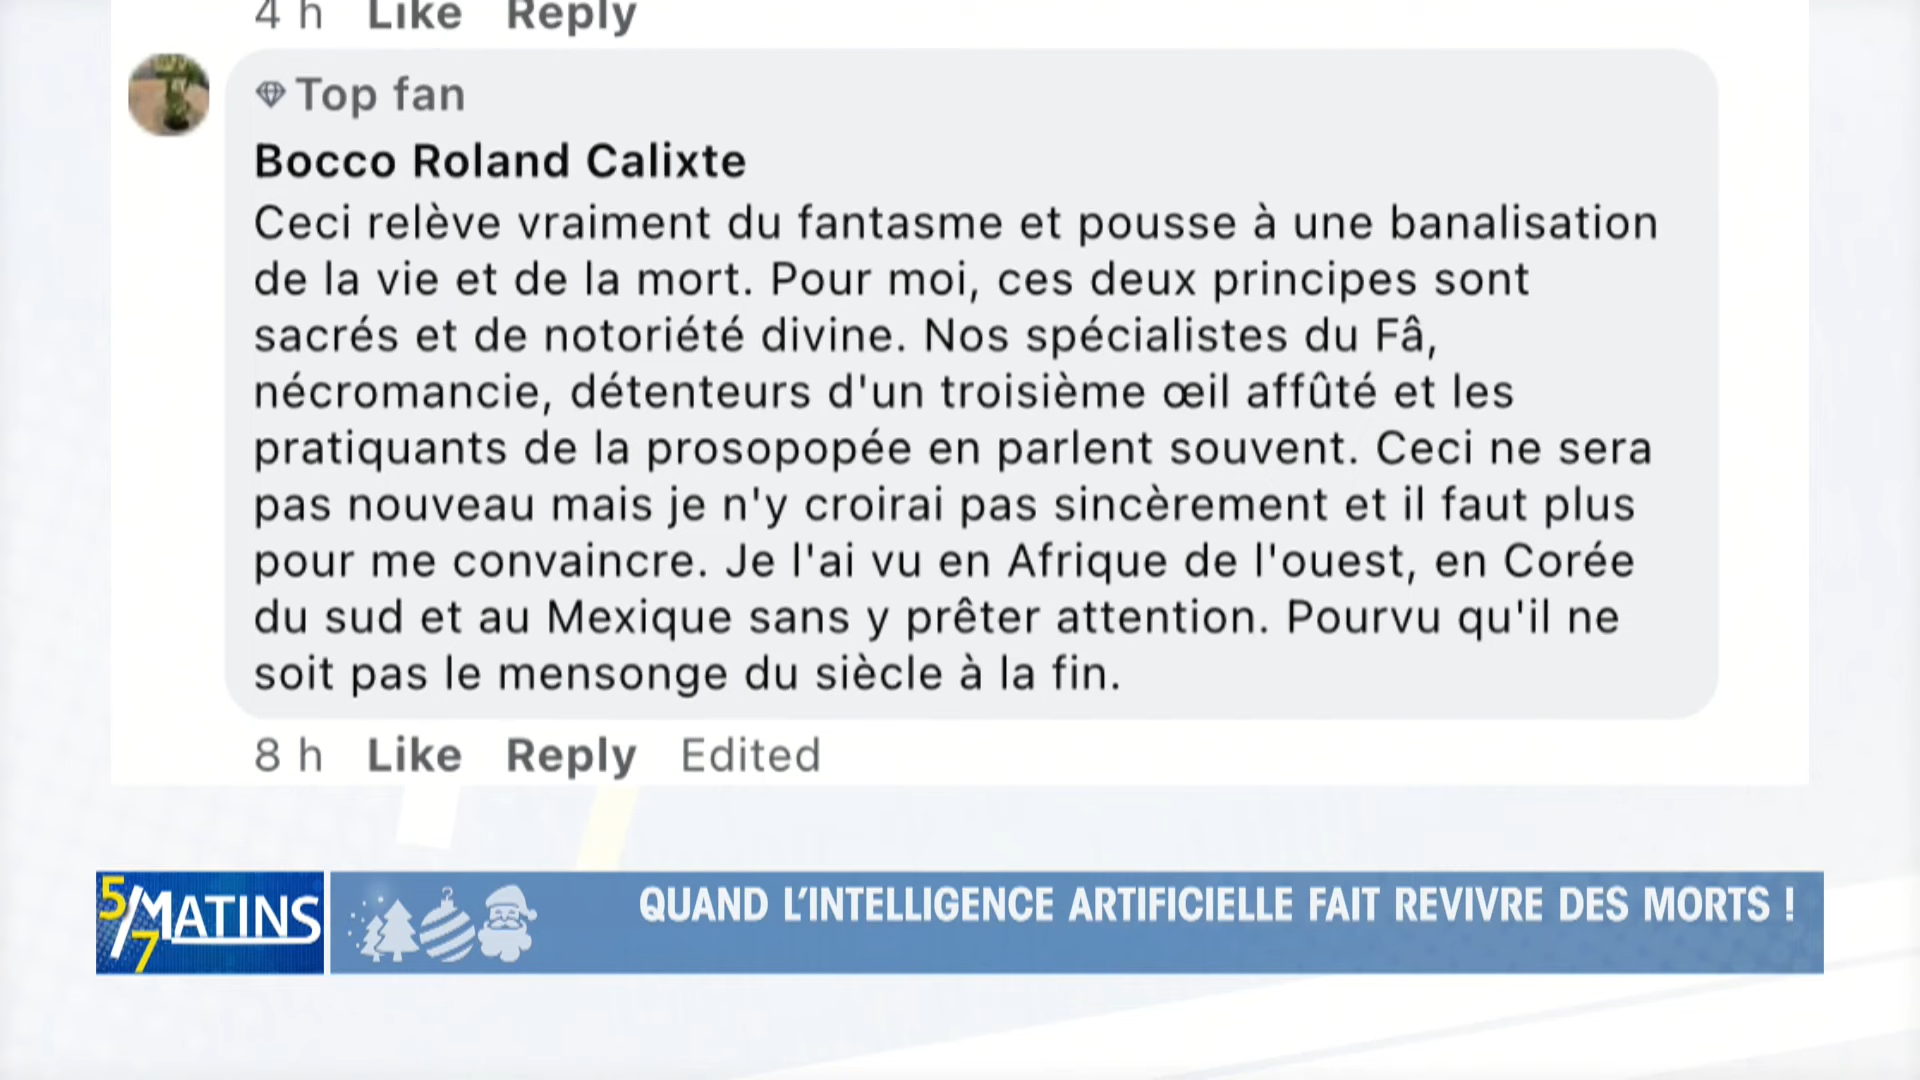 4 h Like Reply
Top fan
Bocco Roland Calixte
Ceci relève vraiment du fantasme et pousse à une banalisation
de la vie et de la mort. Pour moi, ces deux principes sont
sacrés et de notoriété divine. Nos spécialistes du Fâ,
nécromancie, détenteurs d'un troisième œil affûté et les
pratiquants de la prosopopée en parlent souvent. Ceci ne sera
pas nouveau mais je n'y croirai pas sincèrement et il faut plus
pour me convaincre. Je l'ai vu en Afrique de l'ouest, en Corée
du sud et au Mexique sans y prêter attention. Pourvu qu'il ne
soit pas le mensonge du siècle à la fin.
8 h Like Reply Edited
5/7 MATINS
QUAND L'INTELLIGENCE ARTIFICIELLE FAIT REVIVRE DES MORTS !